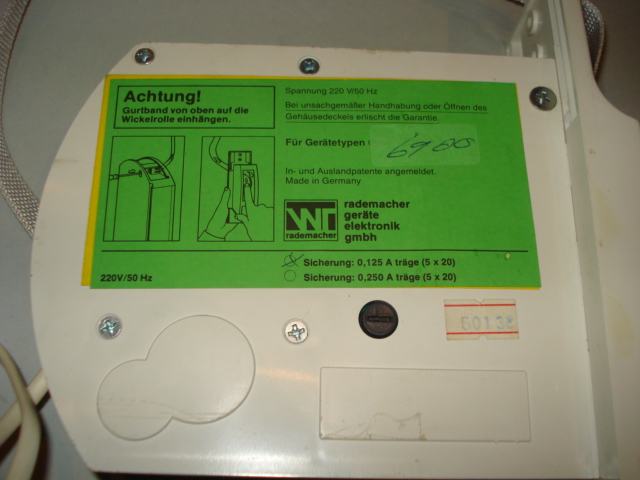 Achtung!
Gurtband von oben auf die
Wickelrolle einhängen.
220V/50 Hz
Spannung 220 V/50 Hz
Bei unsachgemäßer Handhabung oder Öffnen des
Gehäusedeckels erlischt die Garantie.
Für Gerätetypen
6900
In- und Auslandpatente angemeldet.
Made in Germany
rademacher
rademacher
geräte
elektronik
gmbh
Sicherung: 0,125 A träge (5 x 20)
Sicherung: 0,250 A träge (5 x 20)